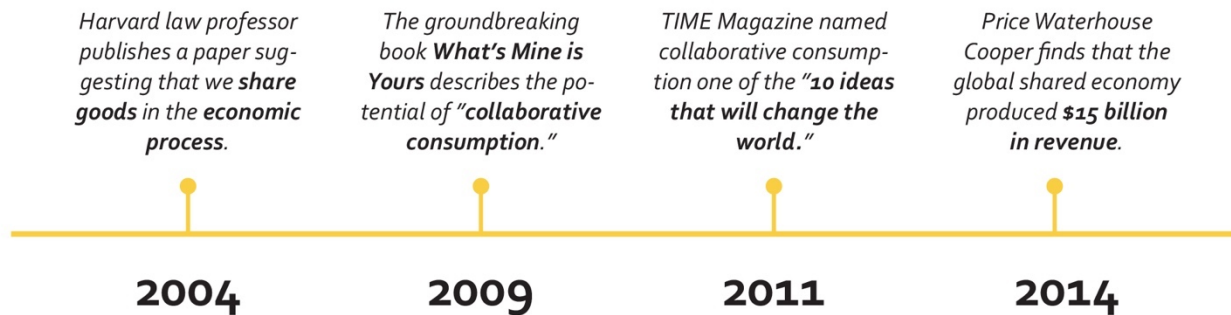 Harvard law professor
publishes a paper sug-
gesting that we share
goods in the economic
process.
2004
The groundbreaking
book What's Mine is
Yours describes the po-
tential of "collaborative
consumption."
2009
TIME Magazine named
collaborative consump-
tion one of the "10 ideas
that will change the
world."
2011
Price Waterhouse
Cooper finds that the
global shared economy
produced $15 billion
in revenue.
2014